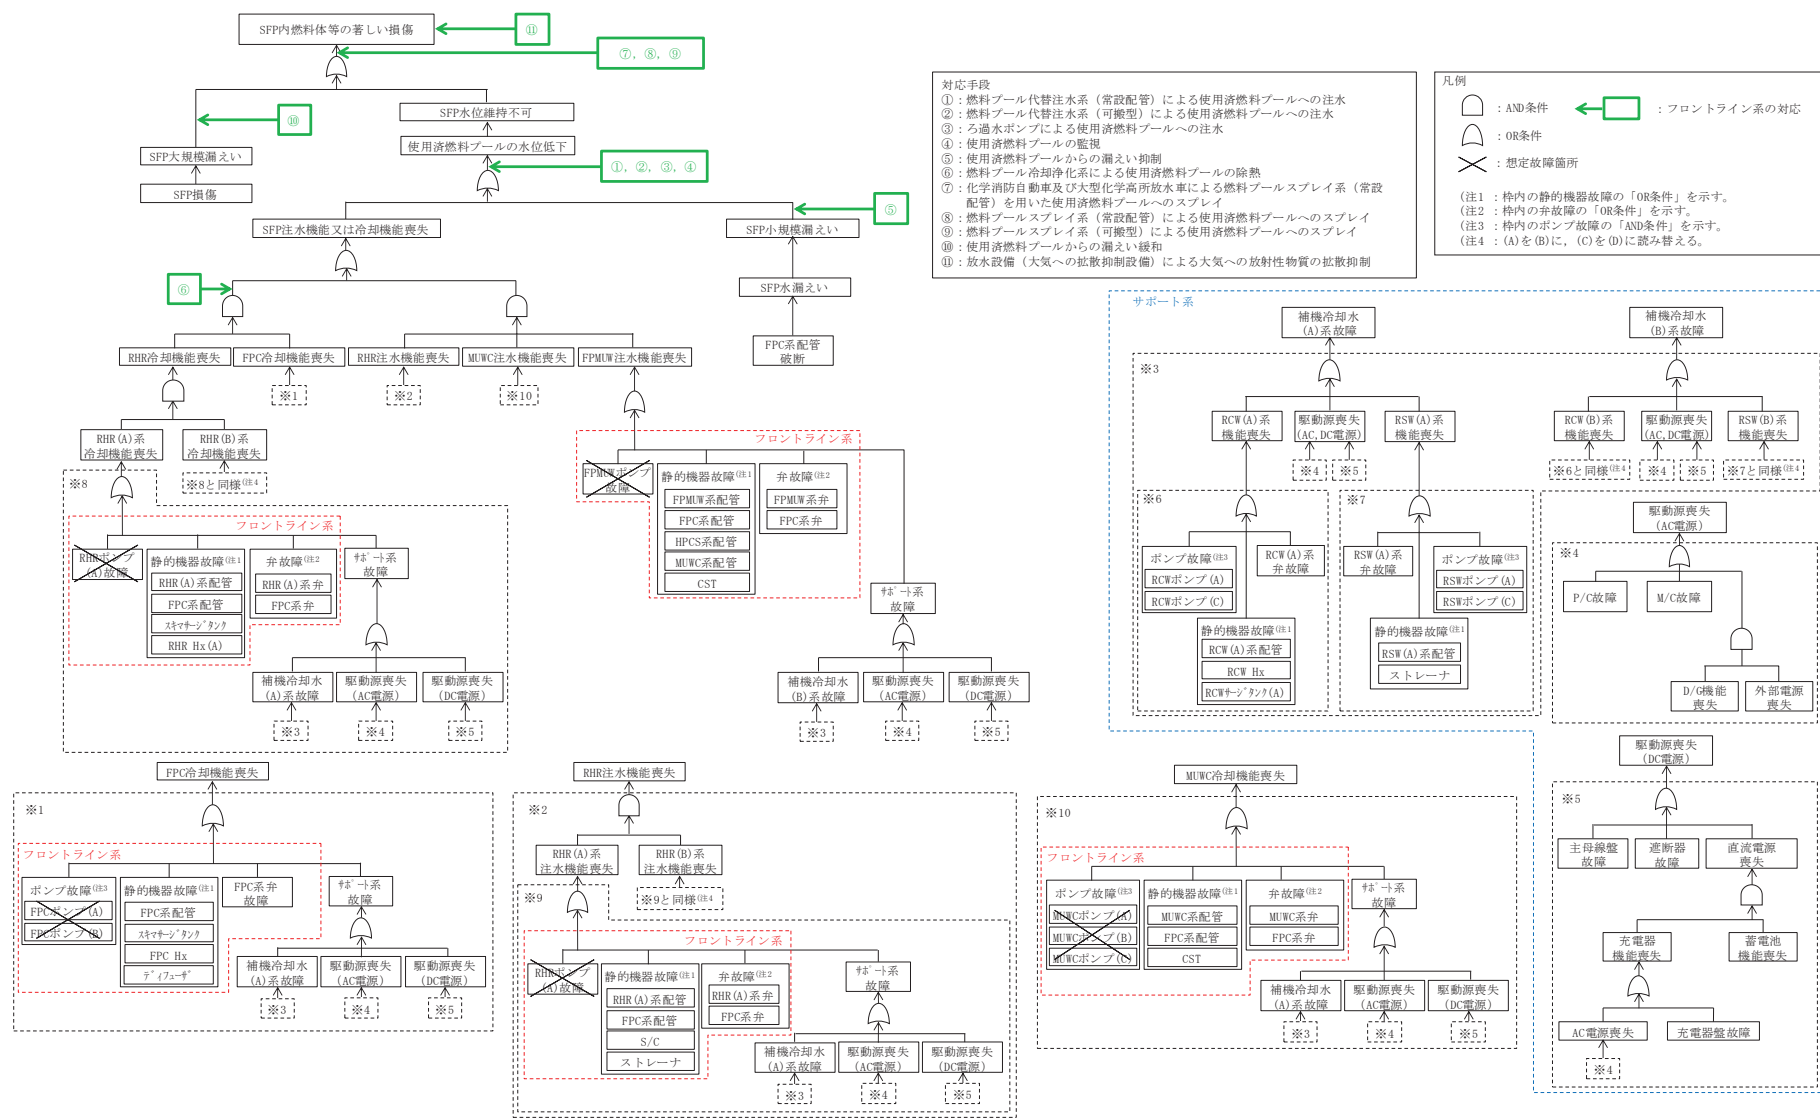 SFP内燃料体等の著しい損傷
⑪
⑦，⑧，⑨
⑩
SFP水位維持不可
使用済燃料プールの水位低下
SFP大規模漏えい
SFP損傷
①，②，③，④
⑤
SFP注水機能又は冷却機能喪失
SFP小規模漏えい
SFP水漏えい
FPC系配管
破断
⑥
RHR冷却機能喪失
FPC冷却機能喪失
RHR注水機能喪失
MUWC注水機能喪失
FPMUW注水機能喪失
※1
※2
※10
対応手段
①：燃料プール代替注水系（常設配管）による使用済燃料プールへの注水
②：燃料プール代替注水系（可搬型）による使用済燃料プールへの注水
③：ろ過水ポンプによる使用済燃料プールへの注水
④：使用済燃料プールの監視
⑤：使用済燃料プールからの漏えい抑制
⑥：燃料プール冷却浄化系による使用済燃料プールの除熱
⑦：化学消防自動車及び大型化学高所放水車による燃料プールスプレイ系（常設
配管）を用いた使用済燃料プールへのスプレイ
⑧：燃料プールスプレイ系（常設配管）による使用済燃料プールへのスプレイ
⑨：燃料プールスプレイ系（可搬型）による使用済燃料プールへのスプレイ
⑩：使用済燃料プールからの漏えい緩和
⑪：放水設備（大気への拡散抑制設備）による大気への放射性物質の拡散抑制
凡例
：AND条件
：フロントライン系の対応
：OR条件
：想定故障箇所
(注1：枠内の静的機器故障の「OR条件」を示す。
(注2：枠内の弁故障の「OR条件」を示す。
(注3：枠内のポンプ故障の「AND条件」を示す。
(注4：(A)を(B)に，(C)を(D)に読み替える。
RHR(A)系
冷却機能喪失
RHR(B)系
冷却機能喪失
※8と同様(注4
※8
フロントライン系
RHRポンプ
(A)故障
静的機器故障(注1
RHR(A)系配管
FPC系配管
スキマサージタンク
RHR Hx(A)
弁故障(注2
RHR(A)系弁
FPC系弁
サポート系
故障
補機冷却水
(A)系故障
駆動源喪失
(AC電源)
駆動源喪失
(DC電源)
※3
※4
※5
フロントライン系
FPMUWポンプ
故障
静的機器故障(注1
FPMUW系配管
FPC系配管
HPCS系配管
MUWC系配管
CST
弁故障(注2
FPMUW系弁
FPC系弁
サポート系
故障
補機冷却水
(B)系故障
駆動源喪失
(AC電源)
駆動源喪失
(DC電源)
※3
※4
※5
サポート系
補機冷却水
(A)系故障
補機冷却水
(B)系故障
※3
RCW(A)系
機能喪失
駆動源喪失
(AC,DC電源)
RSW(A)系
機能喪失
※4
※5
RCW(B)系
機能喪失
駆動源喪失
(AC,DC電源)
RSW(B)系
機能喪失
※6と同様(注4
※4
※5
※7と同様(注4
※6
ポンプ故障(注3
RCWポンプ(A)
RCWポンプ(C)
RCW(A)系
弁故障
静的機器故障(注1
RCW(A)系配管
RCW Hx
RCWサージタンク(A)
※7
RSW(A)系
弁故障
ポンプ故障(注3
RSWポンプ(A)
RSWポンプ(C)
静的機器故障(注1
RSW(A)系配管
ストレーナ
駆動源喪失
(AC電源)
※4
P/C故障
M/C故障
D/G機能
喪失
外部電源
喪失
駆動源喪失
(DC電源)
※5
主母線盤
故障
遮断器
故障
直流電源
喪失
充電器
機能喪失
蓄電池
機能喪失
AC電源喪失
充電器盤故障
※4
FPC冷却機能喪失
※1
フロントライン系
ポンプ故障(注3
FPCポンプ(A)
FPCポンプ(B)
静的機器故障(注1
FPC系配管
スキマサージタンク
FPC Hx
ディフューザ
FPC系弁
故障
サポート系
故障
補機冷却水
(A)系故障
駆動源喪失
(AC電源)
駆動源喪失
(DC電源)
※3
※4
※5
RHR注水機能喪失
※2
RHR(A)系
注水機能喪失
RHR(B)系
注水機能喪失
※9と同様(注4
※9
フロントライン系
RHRポンプ
(A)故障
静的機器故障(注1
RHR(A)系配管
FPC系配管
S/C
ストレーナ
弁故障(注2
RHR(A)系弁
FPC系弁
サポート系
故障
補機冷却水
(A)系故障
駆動源喪失
(AC電源)
駆動源喪失
(DC電源)
※3
※4
※5
MUWC冷却機能喪失
※10
フロントライン系
ポンプ故障(注3
MUWCポンプ(A)
MUWCポンプ(B)
MUWCポンプ(C)
静的機器故障(注1
MUWC系配管
FPC系配管
CST
弁故障(注2
MUWC系弁
FPC系弁
サポート系
故障
補機冷却水
(A)系故障
駆動源喪失
(AC電源)
駆動源喪失
(DC電源)
※3
※4
※5